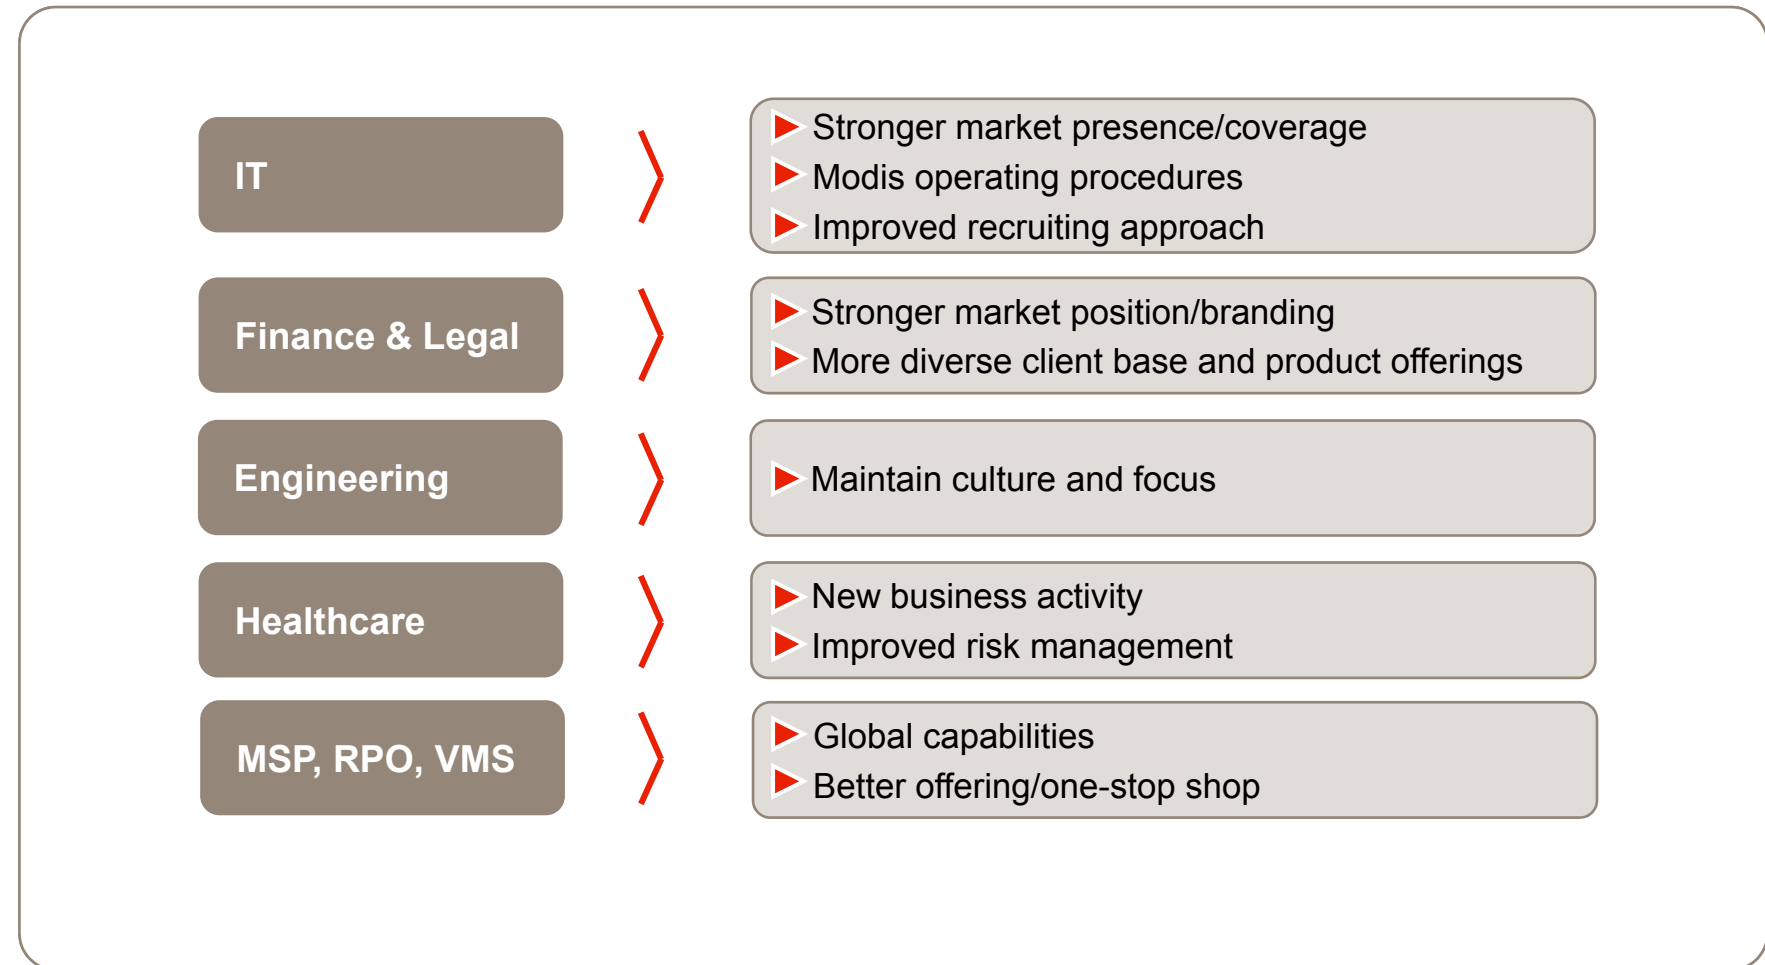 IT
Stronger market presence/coverage
Modis operating procedures
Improved recruiting approach
Finance & Legal
Stronger market position/branding
More diverse client base and product offerings
Engineering
Maintain culture and focus
Healthcare
New business activity
Improved risk management
MSP, RPO, VMS
Global capabilities
Better offering/one-stop shop